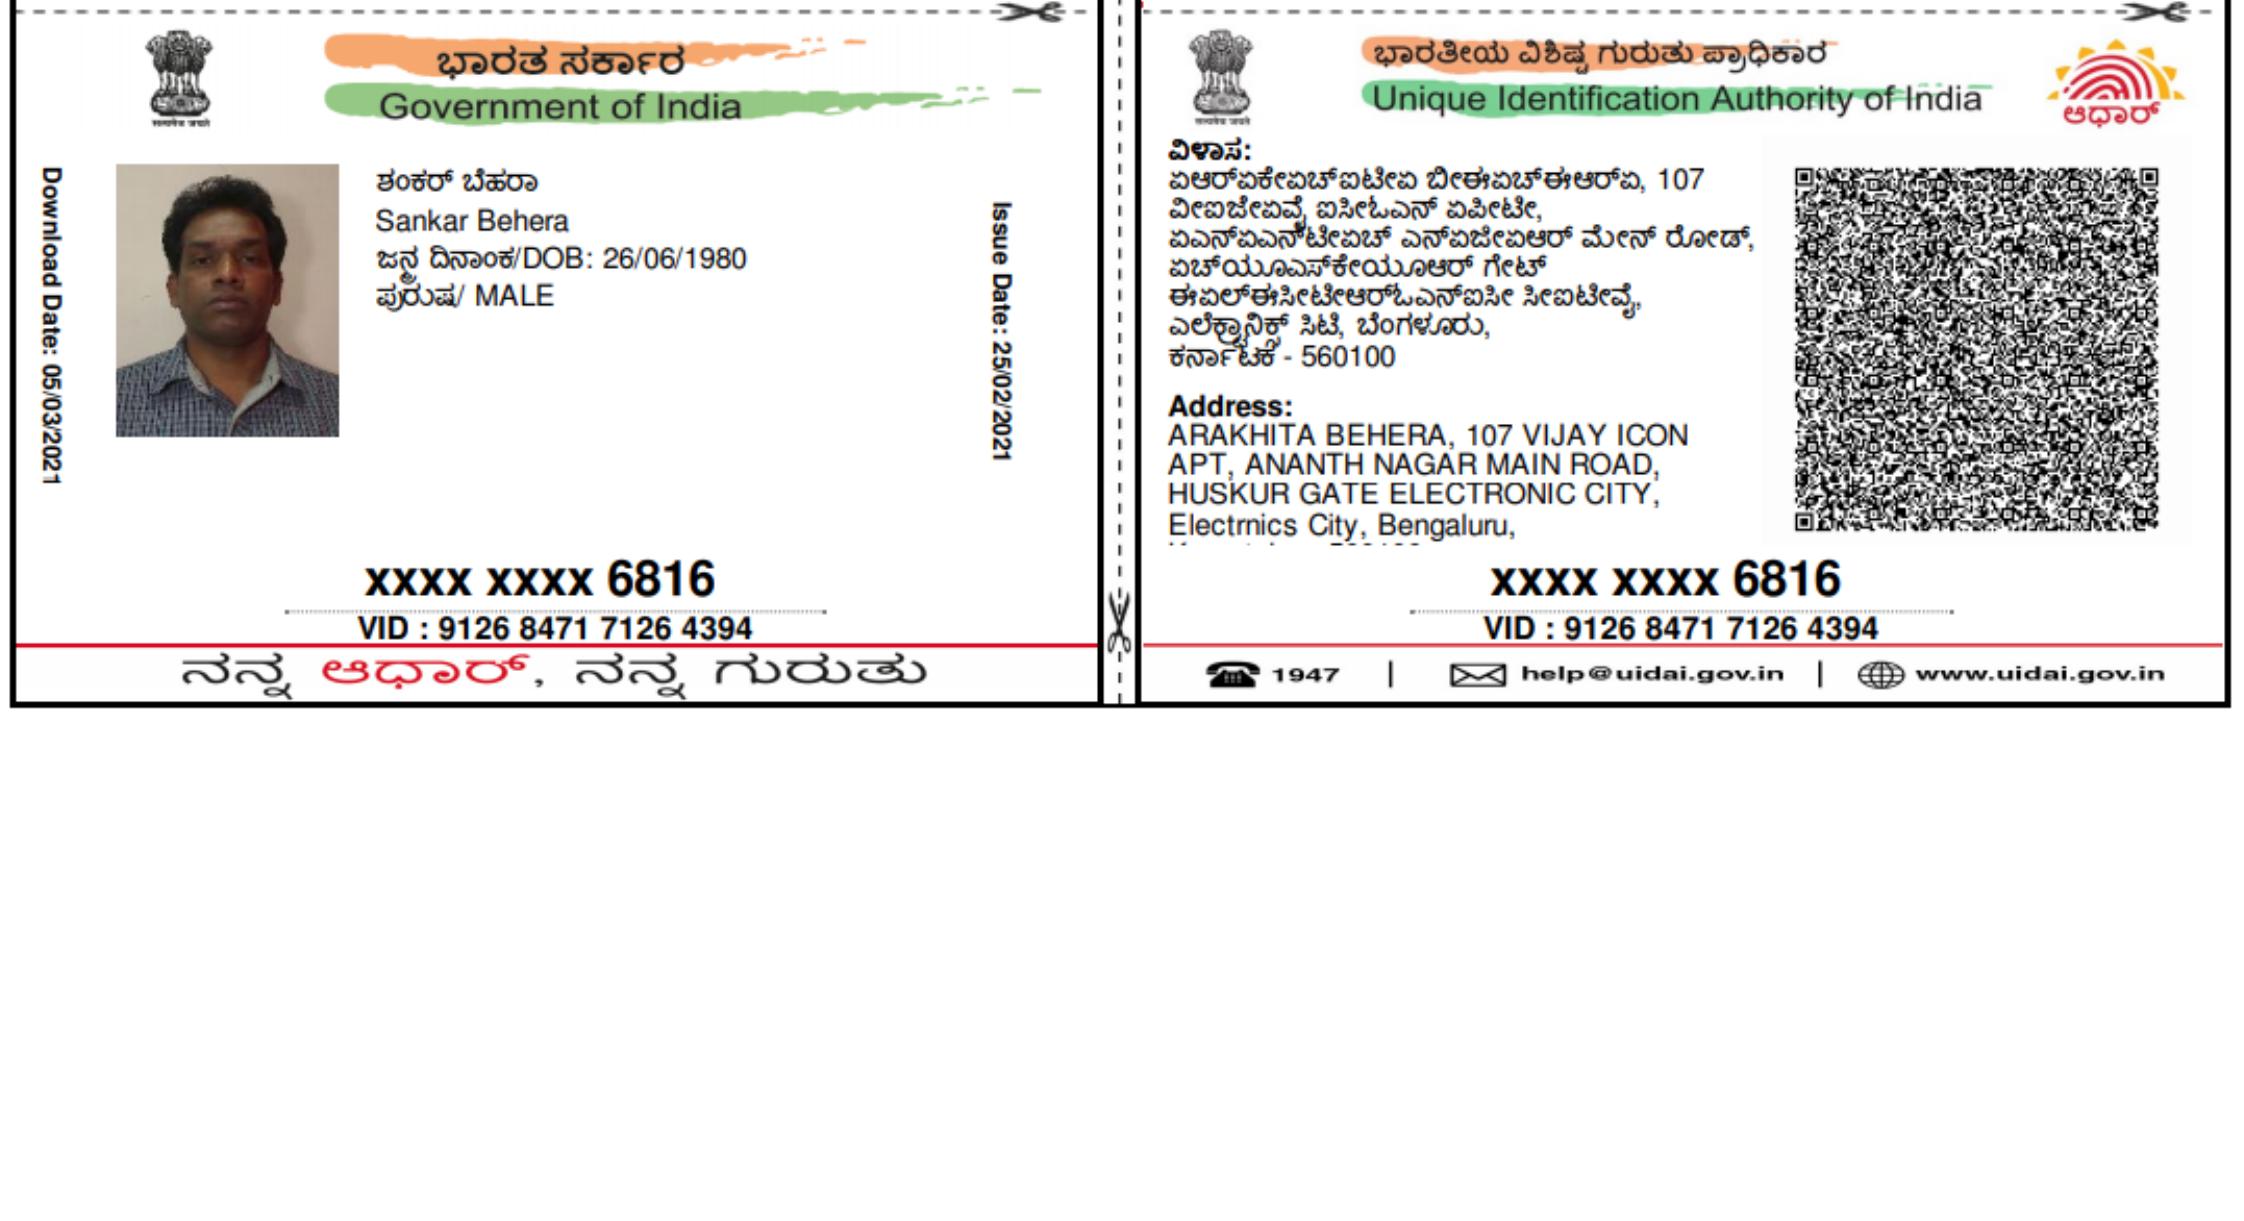 ಭಾರತ ಸರ್ಕಾರ
Government of India
Download Date: 05/03/2021
ಶಂಕರ್ ಬೆಹರಾ
Sankar Behera
ಜನ್ಮ ದಿನಾಂಕ/DOB: 26/06/1980
ಪುರುಷ/ MALE
Issue Date: 25/02/2021
xxxx xxxx 6816
VID : 9126 8471 7126 4394
ನನ್ನ ಆಧಾರ್, ನನ್ನ ಗುರುತು
ಭಾರತೀಯ ವಿಶಿಷ್ಟ ಗುರುತು ಪ್ರಾಧಿಕಾರ
Unique Identification Authority of India
ಆಧಾರ್
ವಿಳಾಸ:
ಏಆರ್‌ಏಕೇಏಚ್‌ಐಟೀಏ ಬೀಈಏಚ್‌ಈಆರ್‌ಏ, 107
ವೀಐಜೇಏವೈ ಐಸೀಓಎನ್ ಏಪೀಟೀ,
ಏಎನ್‌ಏಎನ್‌ಟೀಏಚ್ ಎನ್‌ಏಜೀಏಆರ್ ಮೇನ್ ರೋಡ್,
ಏಚ್‌ಯೂಎಸ್‌ಕೇಯೂಆರ್ ಗೇಟ್
ಈಏಲ್‌ಈಸೀಟೀಆರ್‌ಓಎನ್‌ಐಸೀ ಸೀಐಟೀವೈ,
ಎಲೆಕ್ಟ್ರಾನಿಕ್ಸ್ ಸಿಟಿ, ಬೆಂಗಳೂರು,
ಕರ್ನಾಟಕ - 560100
Address:
ARAKHITA BEHERA, 107 VIJAY ICON
APT, ANANTH NAGAR MAIN ROAD,
HUSKUR GATE ELECTRONIC CITY,
Electrnics City, Bengaluru,
xxxx xxxx 6816
VID : 9126 8471 7126 4394
1947 | help@uidai.gov.in | www.uidai.gov.in